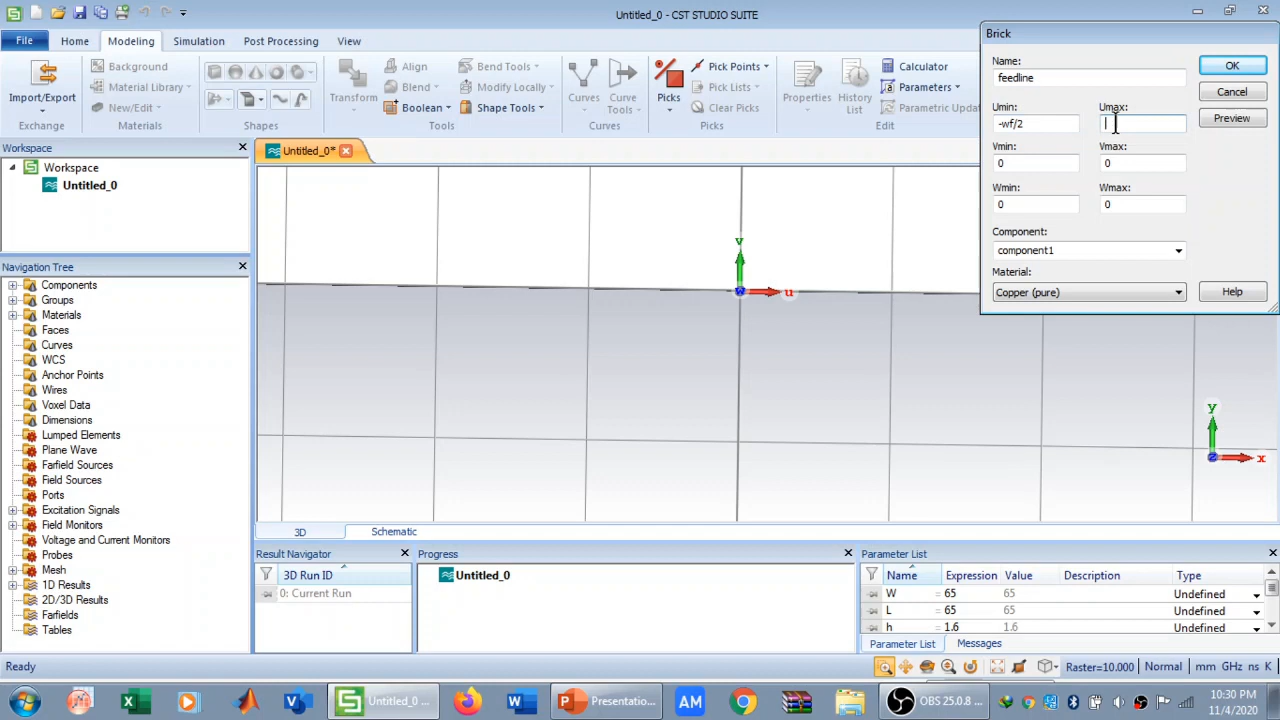 Untitled_0 - CST STUDIO SUITE
File Home Modeling Simulation Post Processing View
Import/Export
Exchange
Background
Material Library
New/Edit
Materials
Shapes
Transform
Align
Bend Tools
Modify Locally
Boolean
Shape Tools
Tools
Curves
Curve Tools
Curves
Picks
Pick Points
Pick Lists
Clear Picks
Picks
Properties
History List
Calculator
Parameters
Parametric Upd
Edit
Brick
Name:
feedline
OK
Cancel
Umin: Umax:
-wf/2
Preview
Vmin: Vmax:
0 0
Wmin: Wmax:
0 0
Component:
component1
Material:
Copper (pure)
Help
Workspace
Workspace
Untitled_0
Untitled_0*
Navigation Tree
Components
Groups
Materials
Faces
Curves
WCS
Anchor Points
Wires
Voxel Data
Dimensions
Lumped Elements
Plane Wave
Farfield Sources
Field Sources
Ports
Excitation Signals
Field Monitors
Voltage and Current Monitors
Probes
Mesh
1D Results
2D/3D Results
Farfields
Tables
v
w u
y
z x
3D Schematic
Result Navigator
3D Run ID
0: Current Run
Progress
Untitled_0
Parameter List
Name Expression Value Description Type
W = 65 65 Undefined
L = 65 65 Undefined
h = 1.6 1.6 Undefined
Parameter List Messages
Ready
Raster=10.000 Normal mm GHz ns K
Untitled_0 ...
Presentatio...
AM
OBS 25.0.8 ...
10:30 PM
11/4/2020